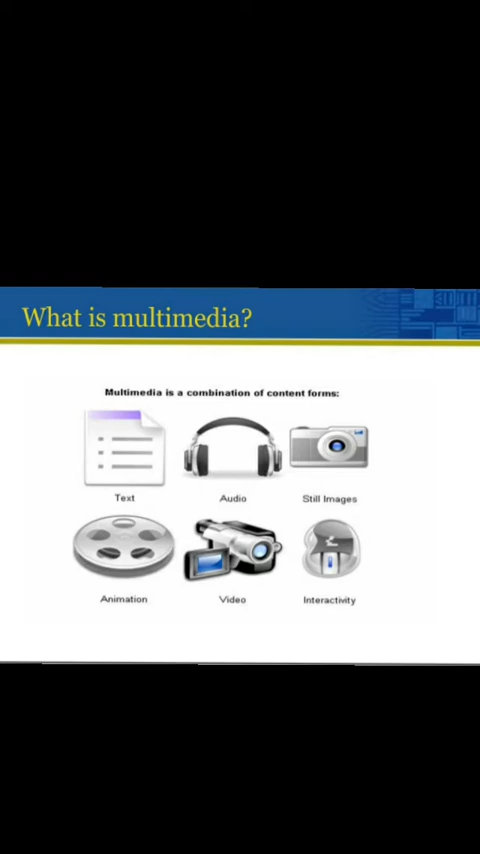 What is multimedia?
Multimedia is a combination of content forms:
Text Audio Still Images
Animation Video Interactivity